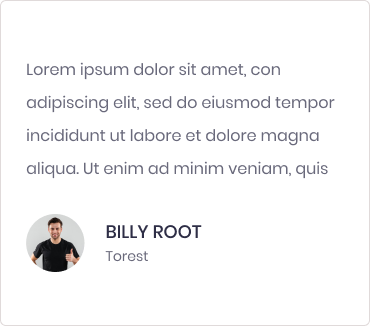 Lorem ipsum dolor sit amet, con
adipiscing elit, sed do eiusmod tempor
incididunt ut labore et dolore magna
aliqua. Ut enim ad minim veniam, quis
BILLY ROOT
Torest